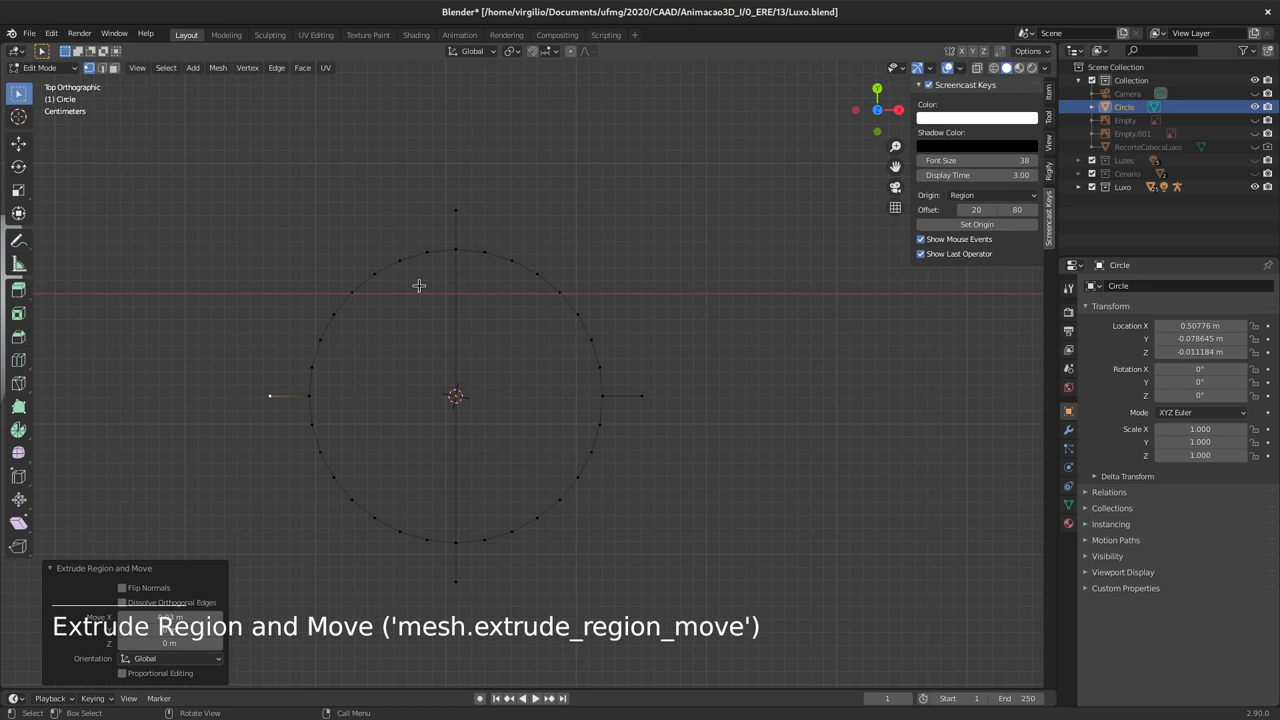 Blender* [/home/virgilio/Documents/ufmg/2020/CAAD/Animacao3D_I/0_ERE/13/Luxo.blend]
File Edit Render Window Help Layout Modeling Sculpting UV Editing Texture Paint Shading Animation Rendering Compositing Scripting + Scene View Layer
Global X Y Z Options
Edit Mode View Select Add Mesh Vertex Edge Face UV
Top Orthographic
(1) Circle
Centimeters
Y
X
Z
Screencast Keys
Color:
Shadow Color:
Font Size 38
Display Time 3.00
Origin: Region
Offset: 20 80
Set Origin
Show Mouse Events
Show Last Operator
Item
Tool
View
Rigify
Screencast Keys
Scene Collection
Collection
Camera
Circle
Empty
Empty.001
RecorteCabecaLuxo
Luzes
Cenario
Luxo
Circle
Circle
Transform
Location X 0.50776 m
Y -0.078645 m
Z -0.011184 m
Rotation X 0°
Y 0°
Z 0°
Mode XYZ Euler
Scale X 1.000
Y 1.000
Z 1.000
Delta Transform
Relations
Collections
Instancing
Motion Paths
Visibility
Viewport Display
Custom Properties
Extrude Region and Move
Flip Normals
Dissolve Orthogonal Edges
Move X
Z 0 m
Orientation Global
Proportional Editing
Extrude Region and Move ('mesh.extrude_region_move')
Playback Keying View Marker 1 Start 1 End 250
Select Box Select Rotate View Call Menu 2.90.0